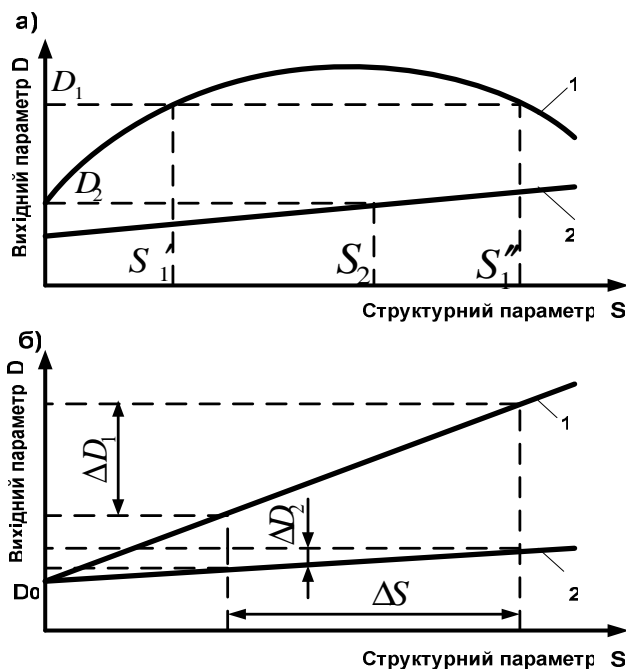 а)
Вихідний параметр D
D₁
1
D₂
2
S₁′
S₂
S₁″
Структурний параметр S
б)
Вихідний параметр D
1
ΔD₁
ΔD₂
Do
ΔS
2
Структурний параметр S